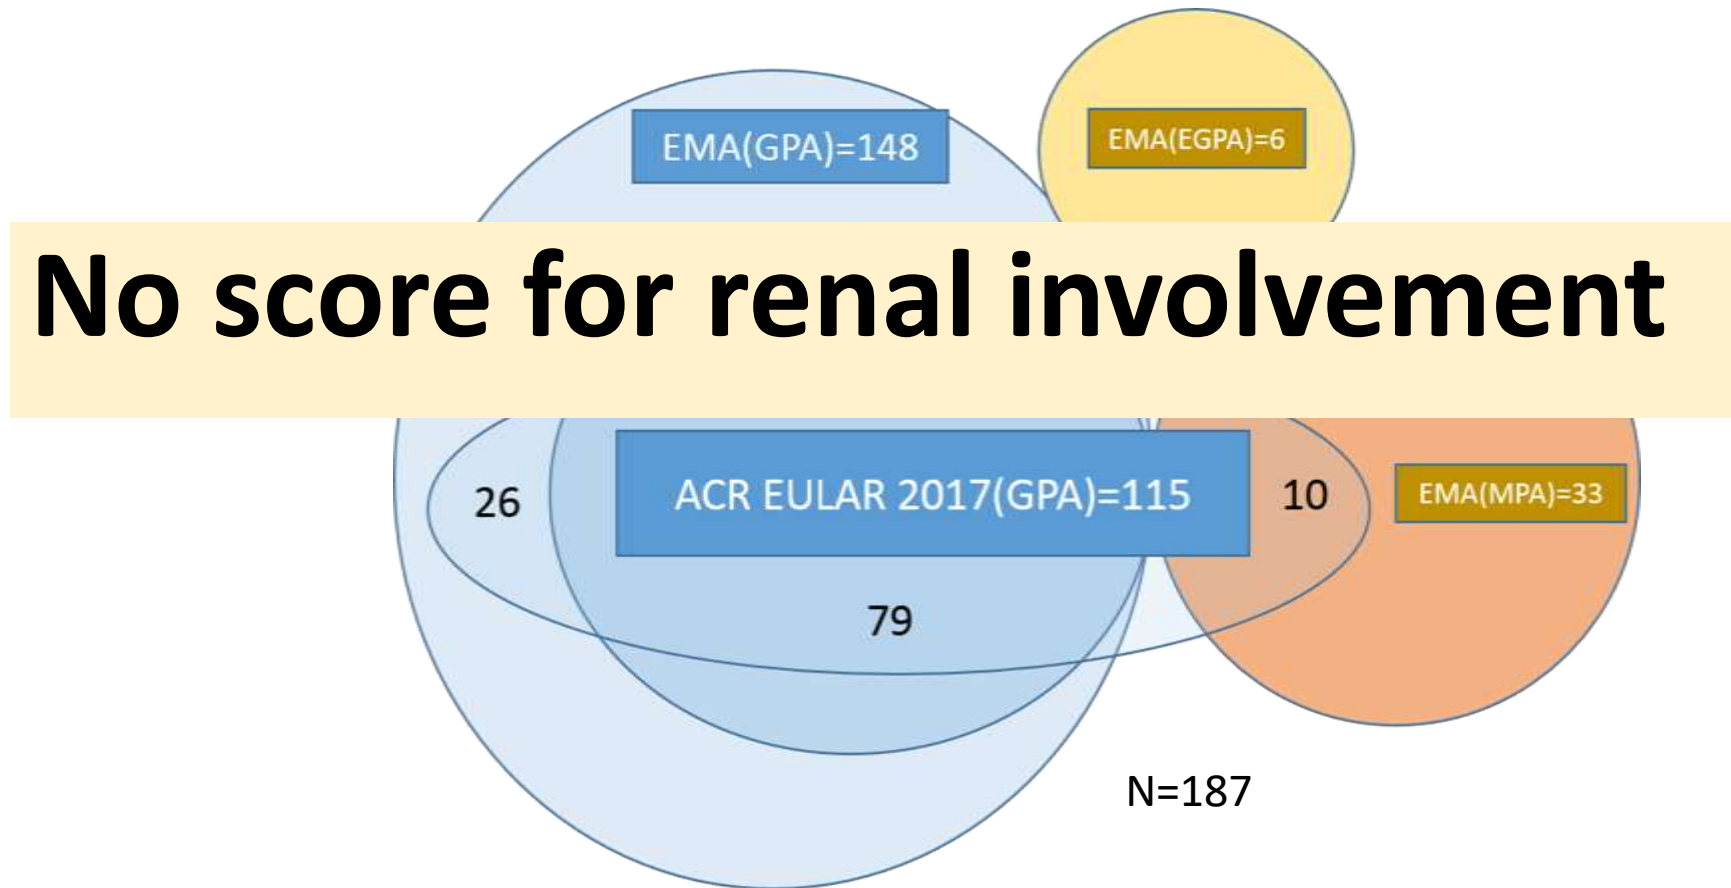 EMA(GPA)=148
EMA(EGPA)=6
No score for renal involvement
26
ACR EULAR 2017(GPA)=115
10
EMA(MPA)=33
79
N=187